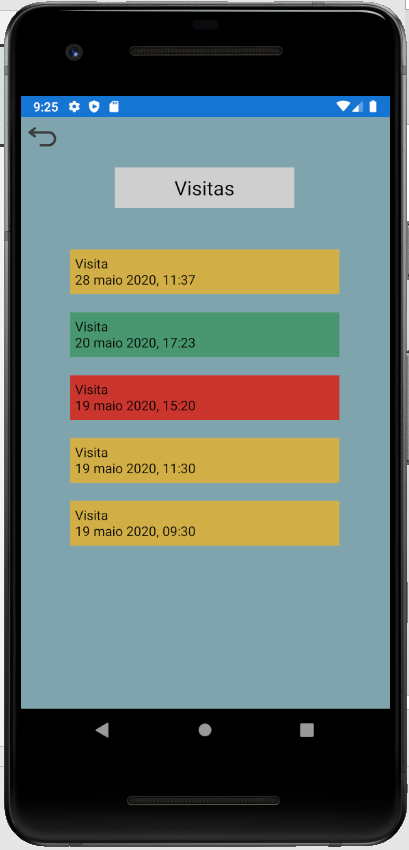 9:25
Visitas
Visita
28 maio 2020, 11:37
Visita
20 maio 2020, 17:23
Visita
19 maio 2020, 15:20
Visita
19 maio 2020, 11:30
Visita
19 maio 2020, 09:30